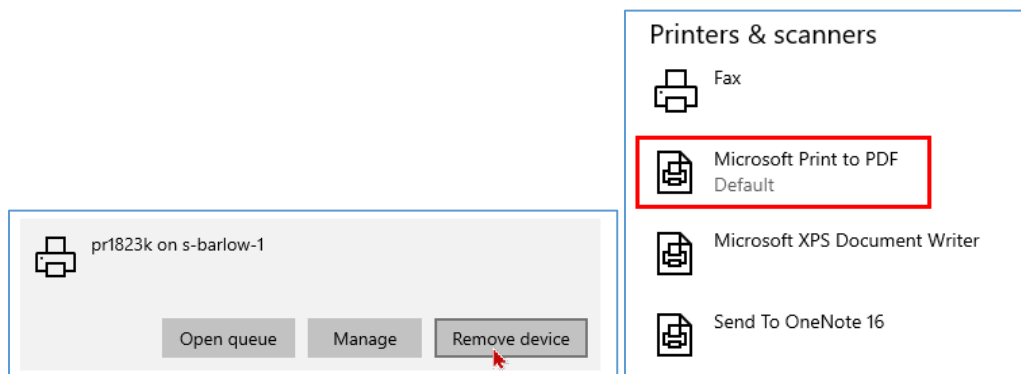 pr1823k on s-barlow-1
Open queue
Manage
Remove device
Printers & scanners
Fax
Microsoft Print to PDF
Default
Microsoft XPS Document Writer
Send To OneNote 16